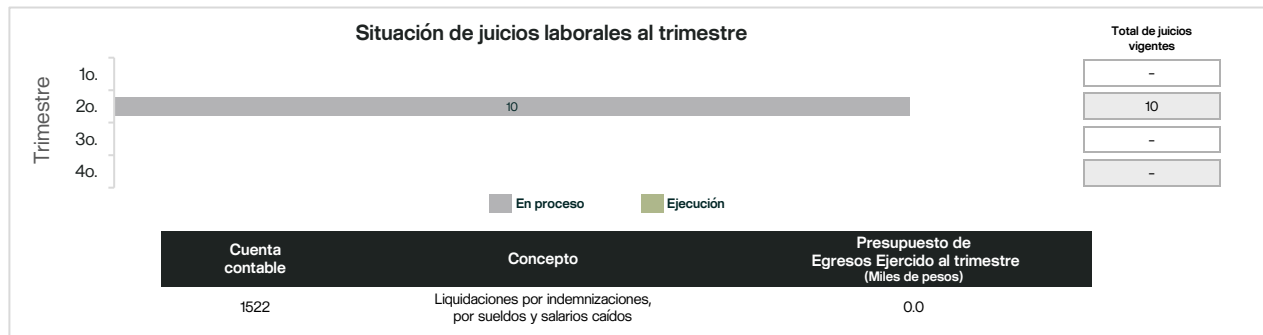 Situación de juicios laborales al trimestre
Total de juicios
vigentes
Trimestre
1o.
-
2o.
10
10
3o.
-
4o.
-
En proceso
Ejecución
Cuenta
contable
Concepto
Presupuesto de
Egresos Ejercido al trimestre
(Miles de pesos)
1522
Liquidaciones por indemnizaciones,
por sueldos y salarios caídos
0.0